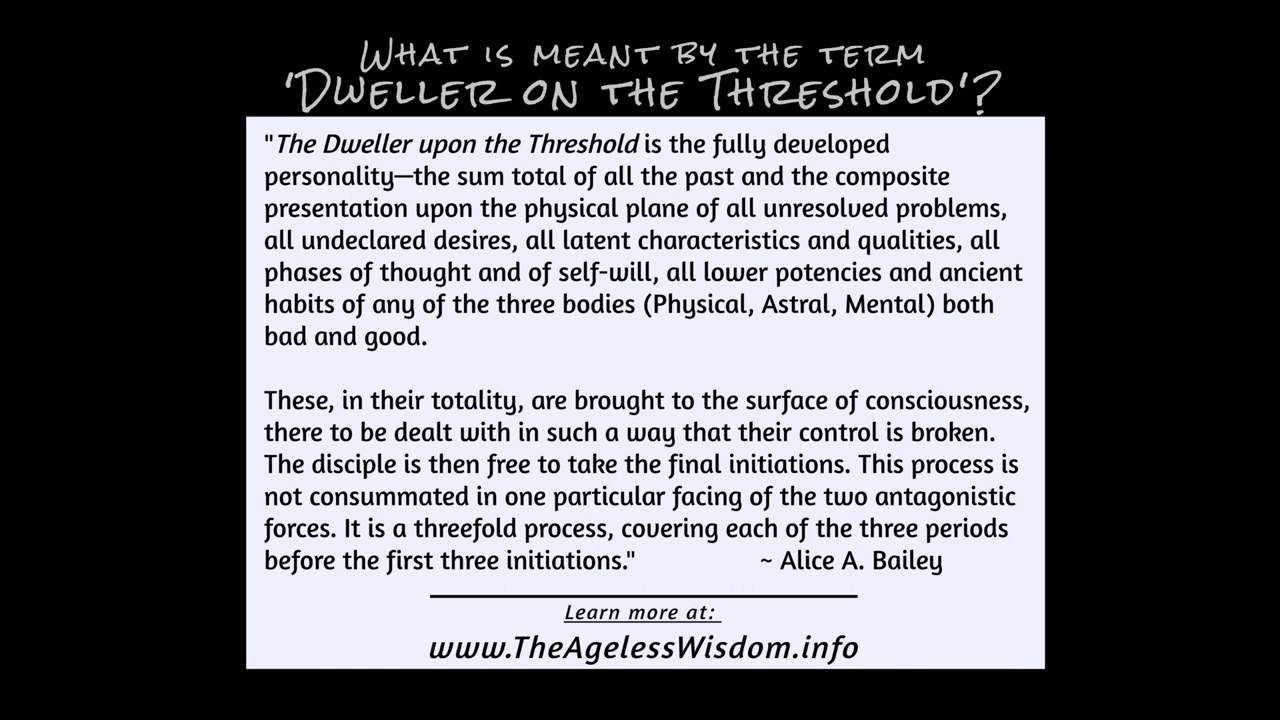 What is meant by the term
'Dweller on the Threshold'?
"The Dweller upon the Threshold is the fully developed
personality—the sum total of all the past and the composite
presentation upon the physical plane of all unresolved problems,
all undeclared desires, all latent characteristics and qualities, all
phases of thought and of self-will, all lower potencies and ancient
habits of any of the three bodies (Physical, Astral, Mental) both
bad and good.
These, in their totality, are brought to the surface of consciousness,
there to be dealt with in such a way that their control is broken.
The disciple is then free to take the final initiations. This process is
not consummated in one particular facing of the two antagonistic
forces. It is a threefold process, covering each of the three periods
before the first three initiations." ~ Alice A. Bailey
Learn more at:
www.TheAgelessWisdom.info